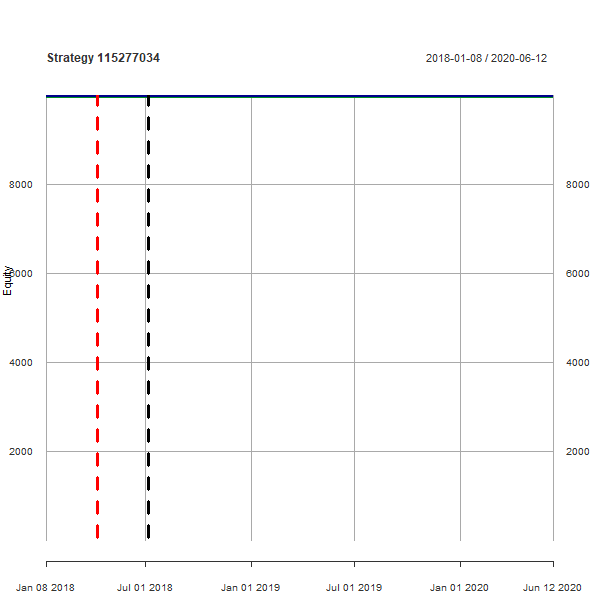 Strategy 115277034
2018-01-08 / 2020-06-12
8000
8000
Equity
6000
6000
4000
4000
2000
2000
Jan 08 2018
Jul 01 2018
Jan 01 2019
Jul 01 2019
Jan 01 2020
Jun 12 2020